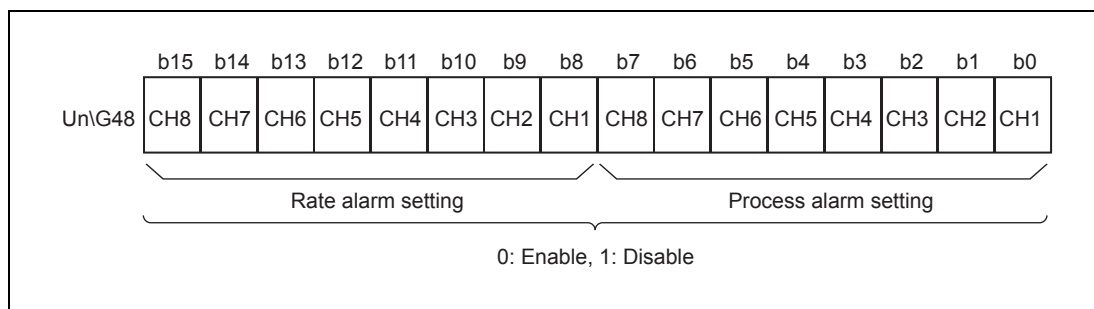 b15 b14 b13 b12 b11 b10 b9 b8 b7 b6 b5 b4 b3 b2 b1 b0
Un\G48 CH8 CH7 CH6 CH5 CH4 CH3 CH2 CH1 CH8 CH7 CH6 CH5 CH4 CH3 CH2 CH1
Rate alarm setting Process alarm setting
0: Enable, 1: Disable